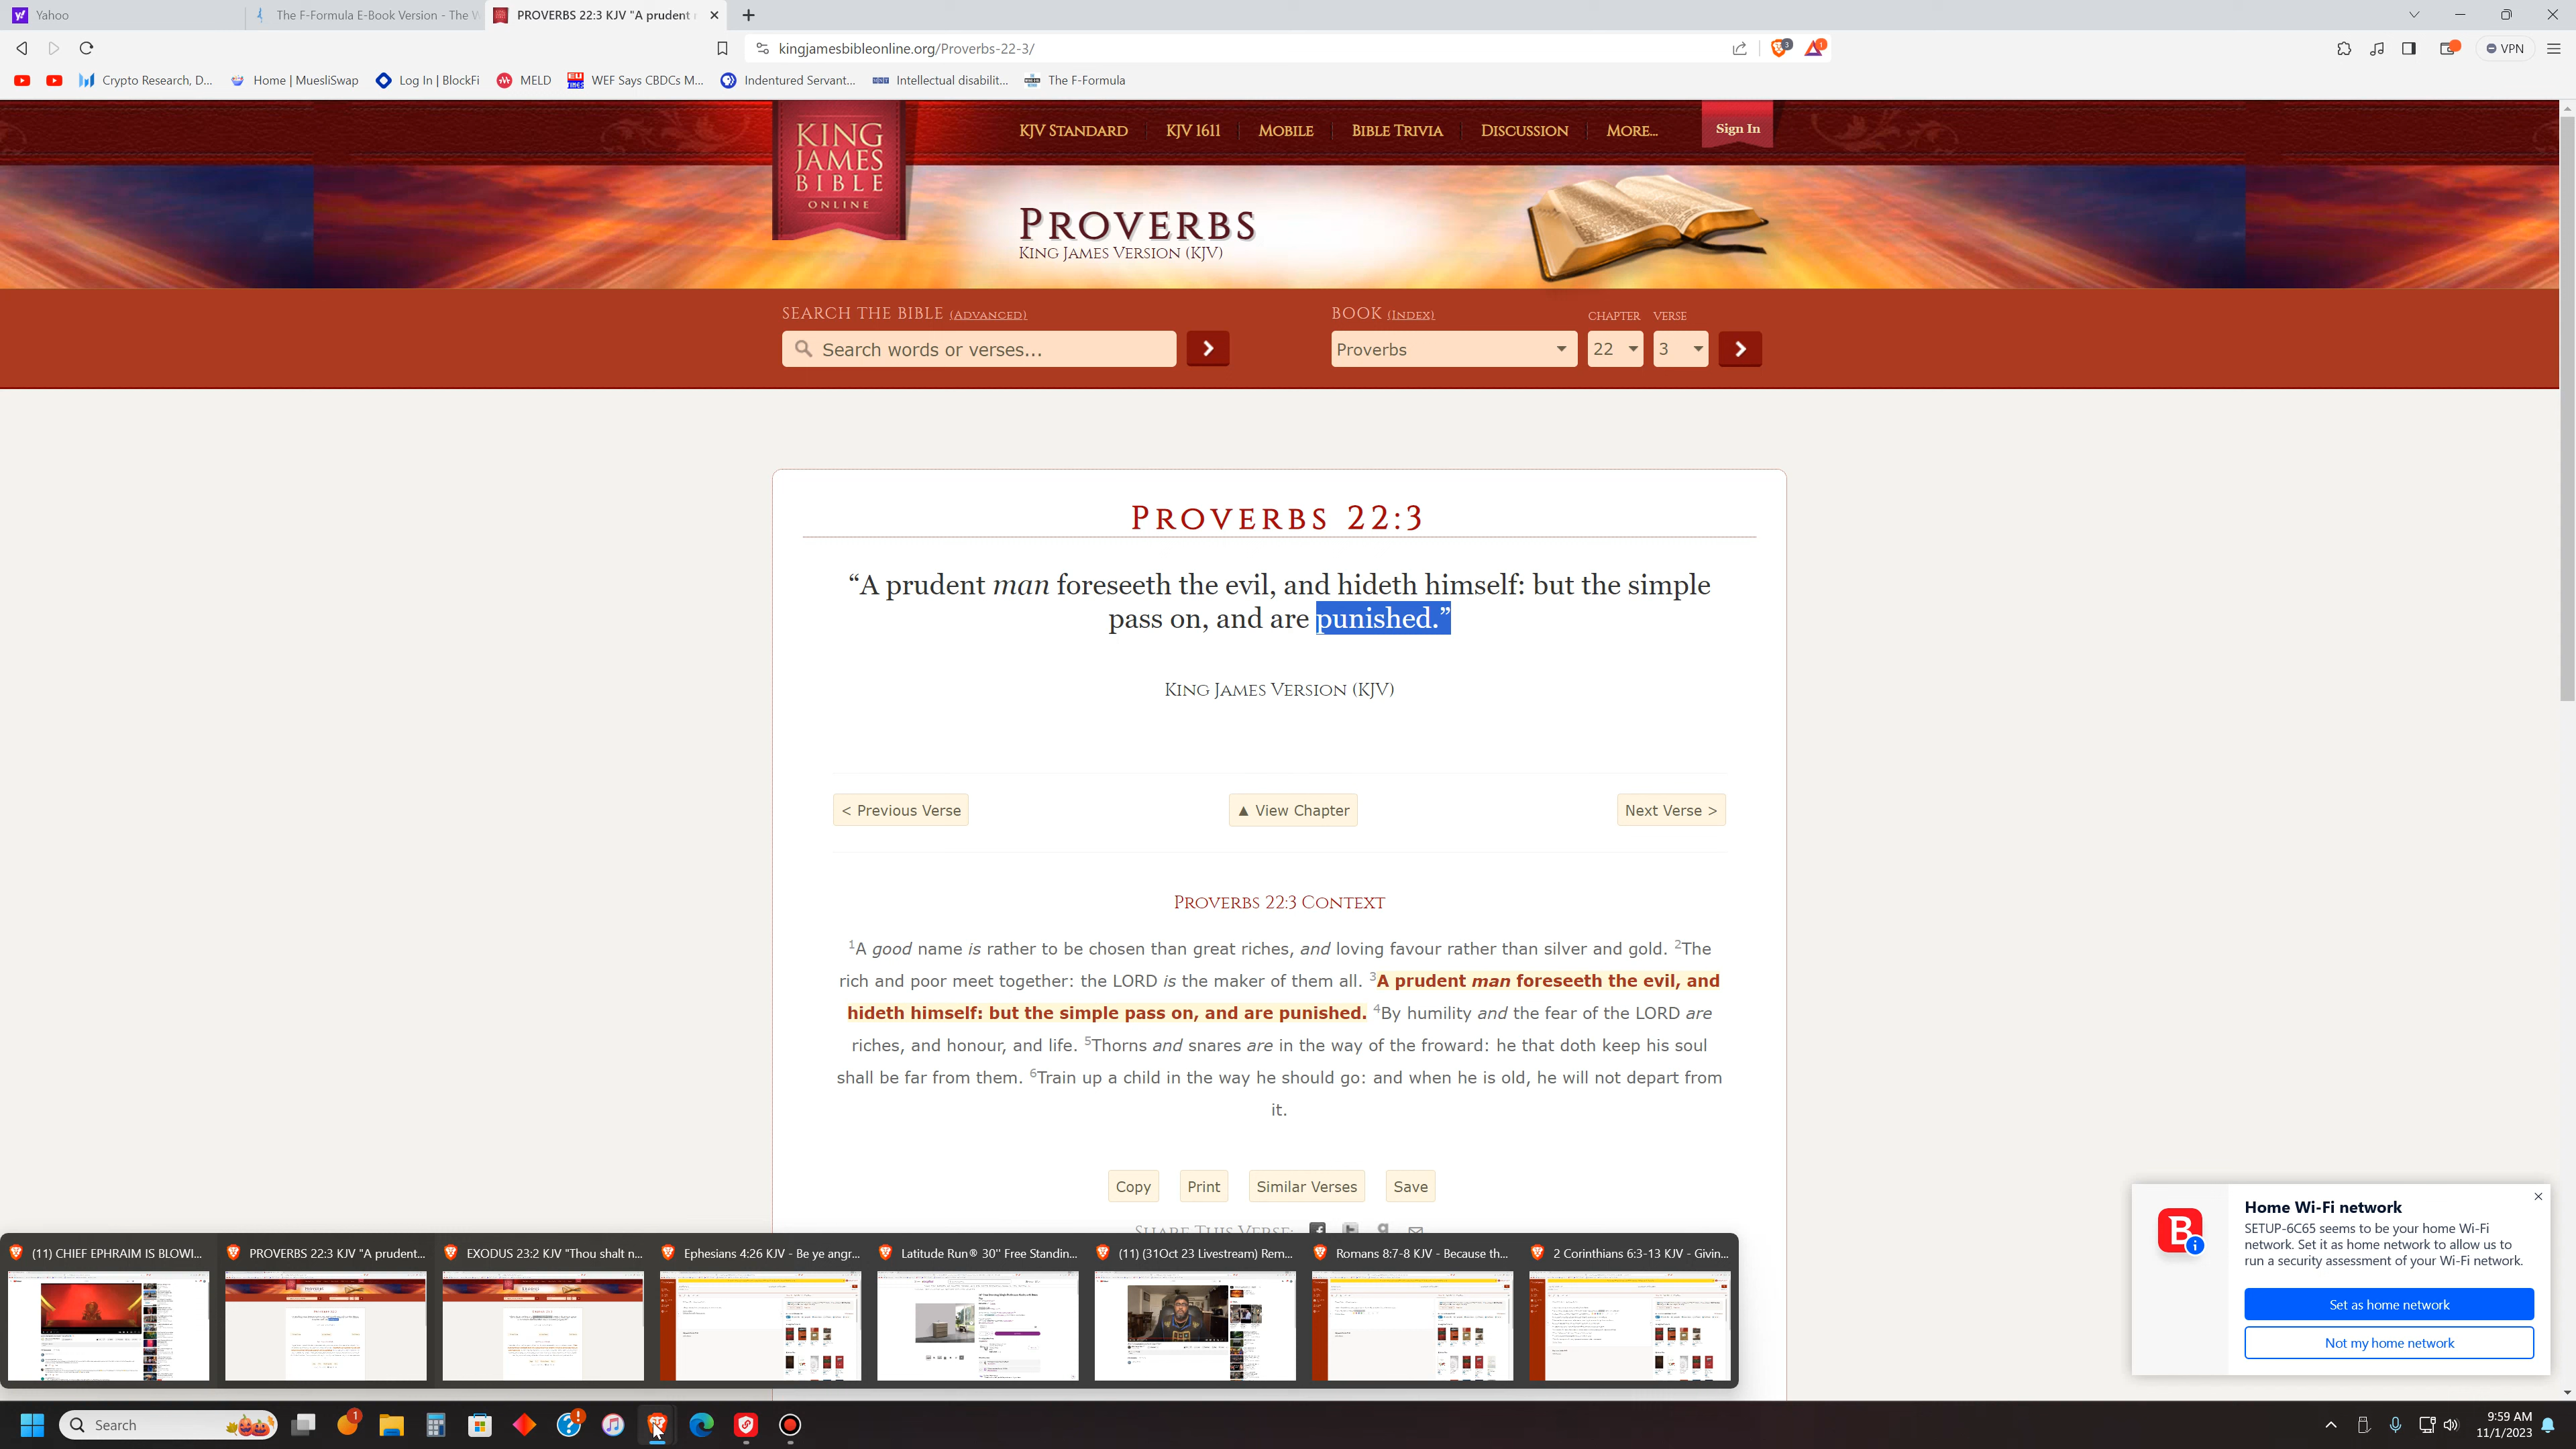 Yahoo
The F-Formula E-Book Version - The W
PROVERBS 22:3 KJV "A prudent
kingjamesbibleonline.org/Proverbs-22-3/
3
1
VPN
Crypto Research, D...
Home | MuesliSwap
Log In | BlockFi
MELD
WEF Says CBDCs M...
Indentured Servant...
Intellectual disabilit...
The F-Formula
KING JAMES BIBLE ONLINE
KJV STANDARD
KJV 1611
MOBILE
BIBLE TRIVIA
DISCUSSION
MORE...
Sign In
PROVERBS
KING JAMES VERSION (KJV)
SEARCH THE BIBLE (ADVANCED)
BOOK (INDEX)
CHAPTER
VERSE
Search words or verses...
Proverbs
22
3
PROVERBS 22:3
“A prudent man foreseeth the evil, and hideth himself: but the simple
pass on, and are punished.”
KING JAMES VERSION (KJV)
< Previous Verse
▲ View Chapter
Next Verse >
PROVERBS 22:3 CONTEXT
1A good name is rather to be chosen than great riches, and loving favour rather than silver and gold. 2The
rich and poor meet together: the LORD is the maker of them all. 3A prudent man foreseeth the evil, and
hideth himself: but the simple pass on, and are punished. 4By humility and the fear of the LORD are
riches, and honour, and life. 5Thorns and snares are in the way of the froward: he that doth keep his soul
shall be far from them. 6Train up a child in the way he should go: and when he is old, he will not depart from
it.
Copy
Print
Similar Verses
Save
SHARE THIS VERSE:
Home Wi-Fi network
SETUP-6C65 seems to be your home Wi-Fi
network. Set it as home network to allow us to
run a security assessment of your Wi-Fi network.
Set as home network
Not my home network
(11) CHIEF EPHRAIM IS BLOWI...
PROVERBS 22:3 KJV "A prudent...
EXODUS 23:2 KJV "Thou shalt n...
Ephesians 4:26 KJV - Be ye angr...
Latitude Run® 30'' Free Standin...
(11) (31Oct 23 Livestream) Rem...
Romans 8:7-8 KJV - Because th...
2 Corinthians 6:3-13 KJV - Givin...
Search
1
9:59 AM
11/1/2023